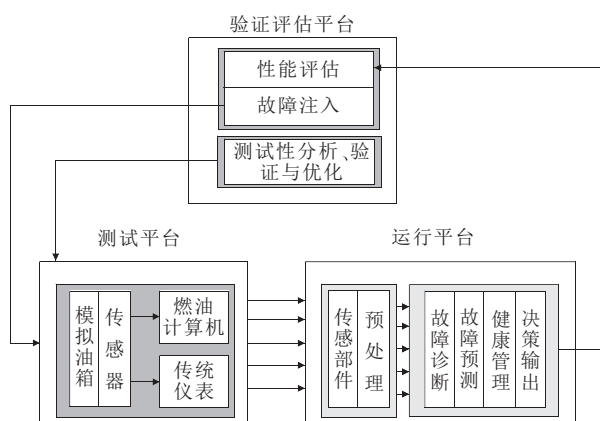 验证评估平台
性能评估
故障注入
测试性分析、验
证与优化
测试平台
模拟油箱
传感器
燃油
计算机
传统
仪表
运行平台
传感部件
预处理
故障诊断
故障预测
健康管理
决策输出